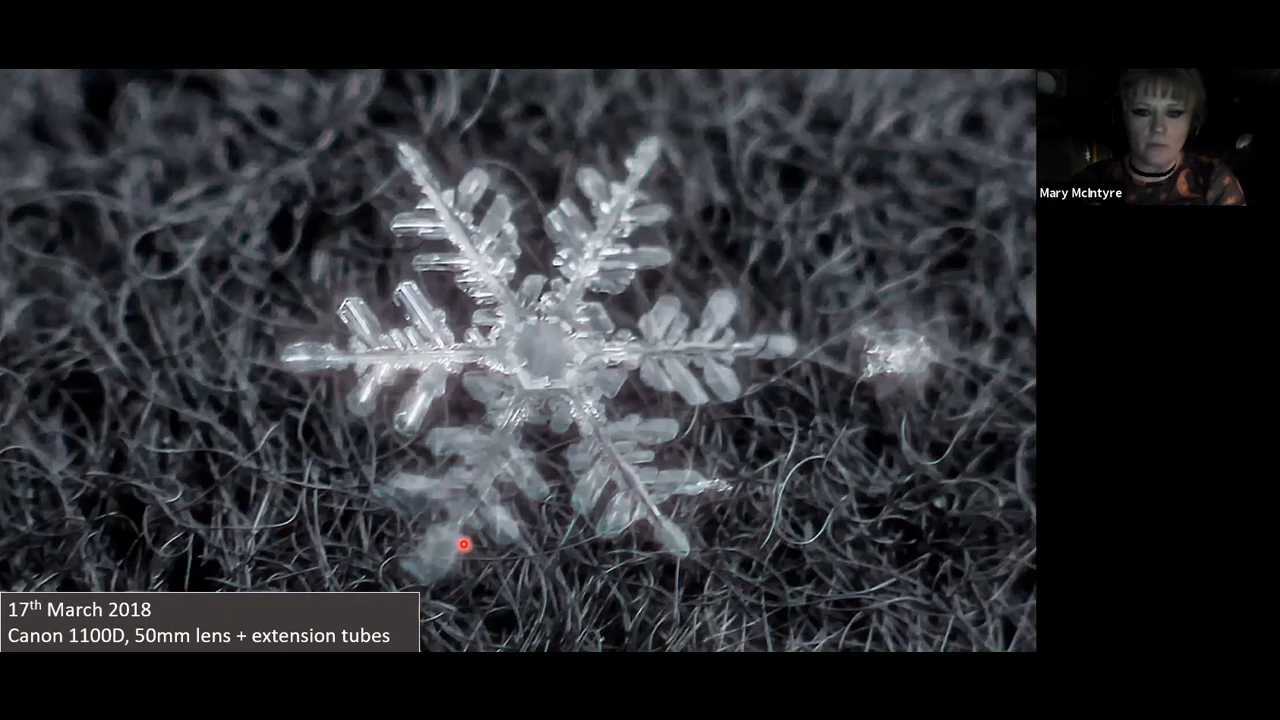 Mary McIntyre
17th March 2018
Canon 1100D, 50mm lens + extension tubes